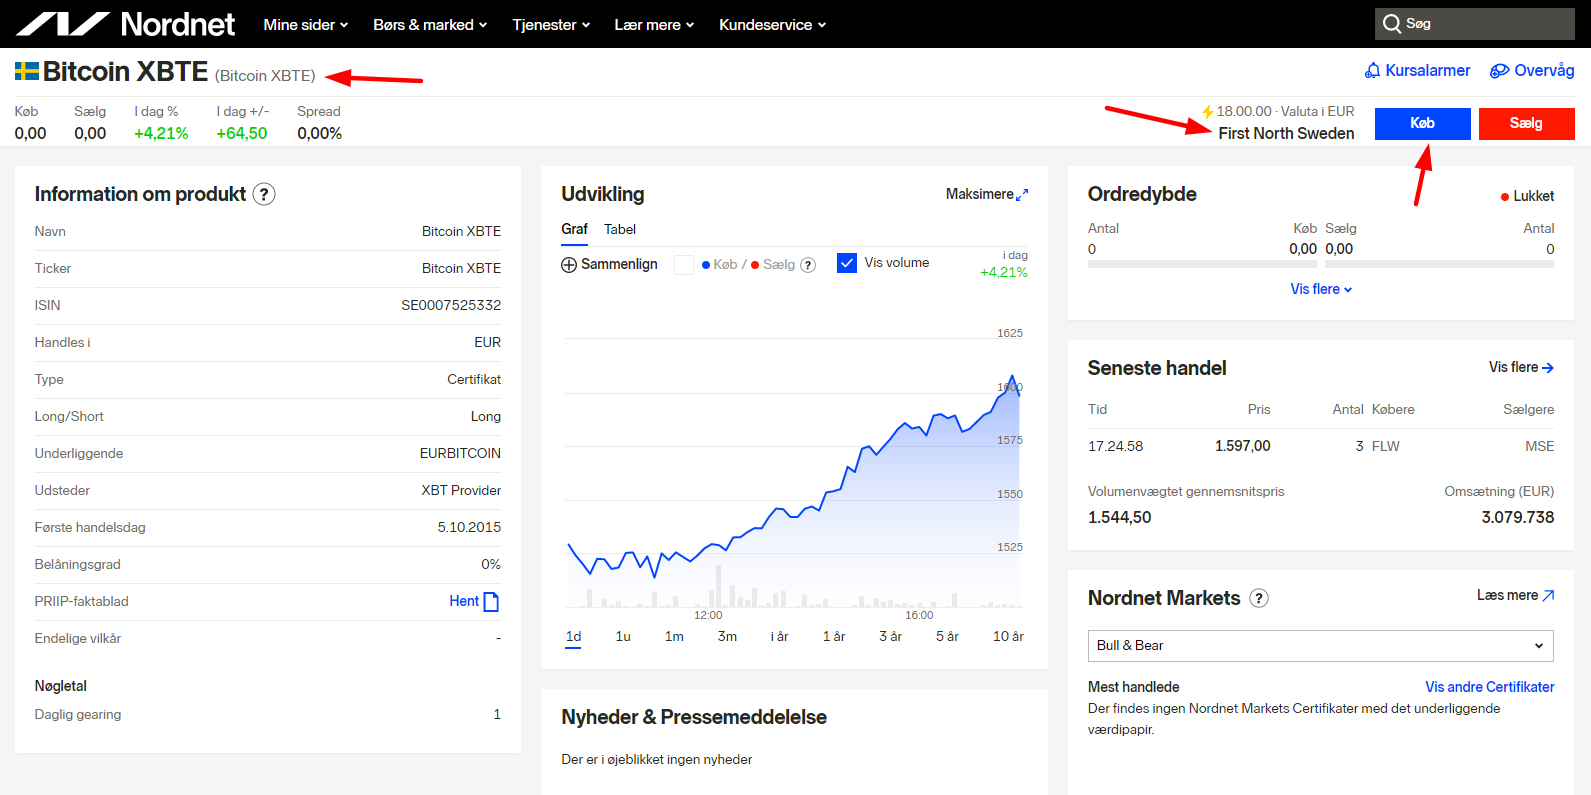 Nordnet
Mine sider Børs & marked Tjenester Lær mere Kundeservice Søg
Bitcoin XBTE (Bitcoin XBTE)
Kursalarmer Overvåg
Køb Sælg I dag % I dag +/- Spread
0,00 0,00 +4,21% +64,50 0,00%
18.00.00 · Valuta i EUR
First North Sweden
Køb Sælg
Information om produkt ?
Navn Bitcoin XBTE
Ticker Bitcoin XBTE
ISIN SE0007525332
Handles i EUR
Type Certifikat
Long/Short Long
Underliggende EURBITCOIN
Udsteder XBT Provider
Første handelsdag 5.10.2015
Belåningsgrad 0%
PRIIP-faktablad Hent
Endelige vilkår -
Nøgletal
Daglig gearing 1
Udvikling Maksimere
Graf Tabel
Sammenlign Køb / Sælg ? Vis volume
i dag
+4,21%
1625
1600
1575
1550
1525
12:00 16:00
1d 1u 1m 3m i år 1 år 3 år 5 år 10 år
Nyheder & Pressemeddelelse
Der er i øjeblikket ingen nyheder
Ordredybde Lukket
Antal Køb Sælg Antal
0 0,00 0,00 0
Vis flere
Seneste handel Vis flere
Tid Pris Antal Købere Sælgere
17.24.58 1.597,00 3 FLW MSE
Volumenvægtet gennemsnitspris Omsætning (EUR)
1.544,50 3.079.738
Nordnet Markets ? Læs mere
Bull & Bear
Mest handlede Vis andre Certifikater
Der findes ingen Nordnet Markets Certifikater med det underliggende
værdipapir.